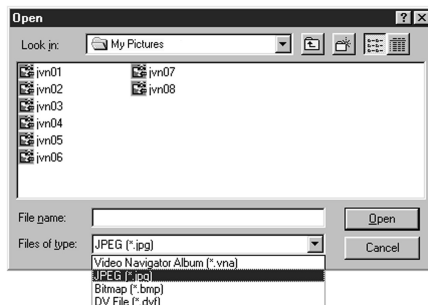 Open
Look in: My Pictures
jvn01 jvn07
jvn02 jvn08
jvn03
jvn04
jvn05
jvn06
File name: Open
Files of type: JPEG (*.jpg) Cancel
Video Navigator Album (*.vna)
JPEG (*.jpg)
Bitmap (*.bmp)
DV File (*.dvf)